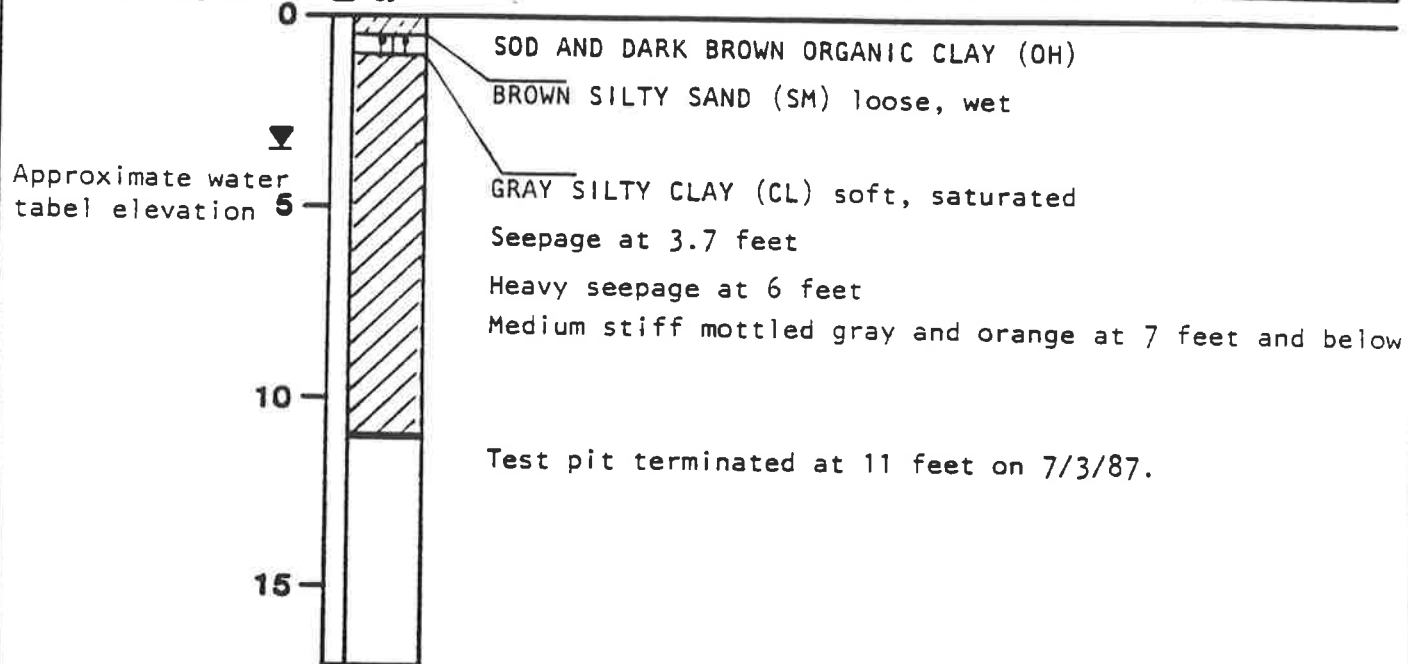 0
SOD AND DARK BROWN ORGANIC CLAY (OH)
BROWN SILTY SAND (SM) loose, wet
Approximate water
tabel elevation 5
GRAY SILTY CLAY (CL) soft, saturated
Seepage at 3.7 feet
Heavy seepage at 6 feet
Medium stiff mottled gray and orange at 7 feet and below
10
Test pit terminated at 11 feet on 7/3/87.
15